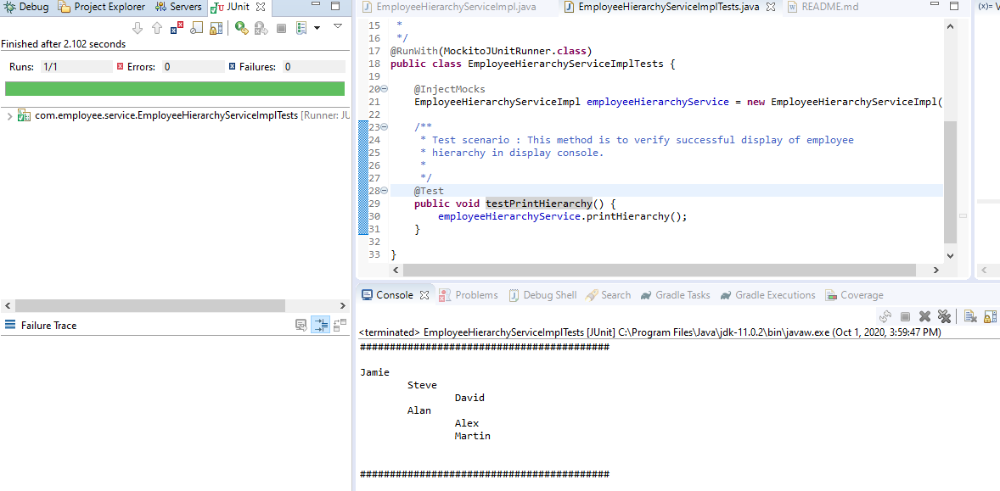 Debug Project Explorer Servers JUnit
Finished after 2.102 seconds
Runs: 1/1 Errors: 0 Failures: 0
com.employee.service.EmployeeHierarchyServiceImplTests [Runner: JU
Failure Trace
EmployeeHierarchyServiceImpl.java EmployeeHierarchyServiceImplTests.java README.md
(x)= V
15 *
16 */
17 @RunWith(MockitoJUnitRunner.class)
18 public class EmployeeHierarchyServiceImplTests {
19
20 @InjectMocks
21 EmployeeHierarchyServiceImpl employeeHierarchyService = new EmployeeHierarchyServiceImpl(
22
23 /**
24 * Test scenario : This method is to verify successful display of employee
25 * hierarchy in display console.
26 *
27 */
28 @Test
29 public void testPrintHierarchy() {
30 employeeHierarchyService.printHierarchy();
31 }
32
33 }
Console Problems Debug Shell Search Gradle Tasks Gradle Executions Coverage
<terminated> EmployeeHierarchyServiceImplTests [JUnit] C:\Program Files\Java\jdk-11.0.2\bin\javaw.exe (Oct 1, 2020, 3:59:47 PM)
##########################################
Jamie
Steve
David
Alan
Alex
Martin
##########################################